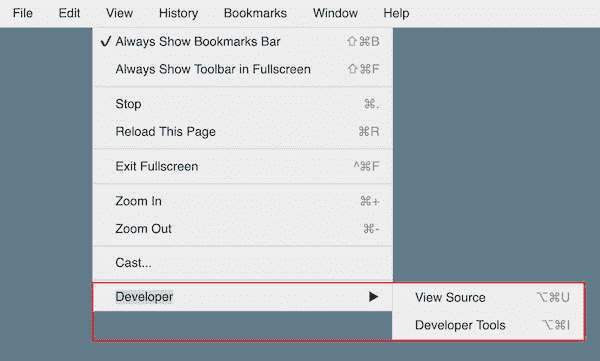 File Edit View History Bookmarks Window Help
✓ Always Show Bookmarks Bar ⇧⌘B
Always Show Toolbar in Fullscreen ⇧⌘F
Stop ⌘.
Reload This Page ⌘R
Exit Fullscreen ^⌘F
Zoom In ⌘+
Zoom Out ⌘-
Cast...
Developer ▶ View Source ⌥⌘U
Developer Tools ⌥⌘I